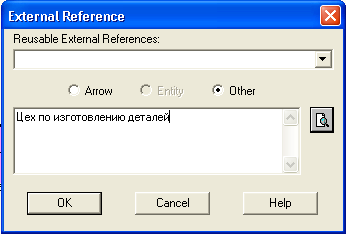 External Reference
Reusable External References:
Arrow Entity Other
Цех по изготовлению деталей
OK Cancel Help